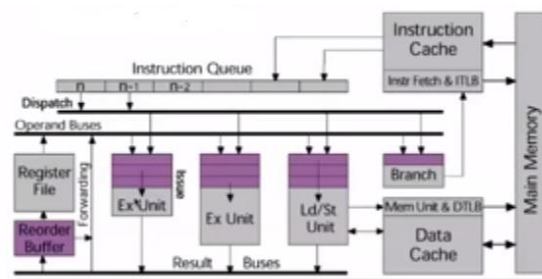 Instruction
Cache
Instr Fetch & ITLB
Main Memory
Instruction Queue
n n-1 n-2
Dispatch
Operand Buses
Register
File
Reorder
Buffer
Forwarding
Issue
Ex Unit
Ex Unit
Ld/St
Unit
Branch
Mem Unit & DTLB
Data
Cache
Result Buses